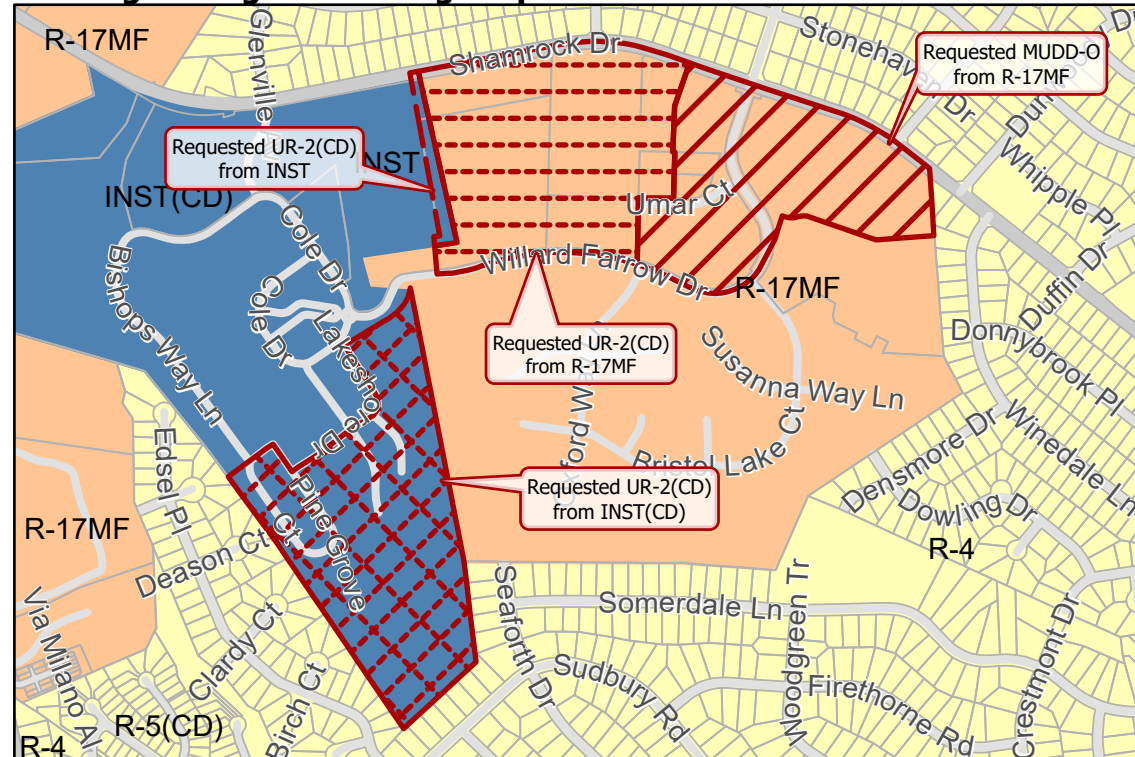 R-17MF
Glenville Av
Shamrock Dr
Stonehaven Dr
Requested MUDD-O
from R-17MF
Requested UR-2(CD)
from INST
INST
INST(CD)
Whipple Pl
Umar Ct
Cole Dr
Willard Farrow Dr
R-17MF
Duffin Dr
Bishops Way Ln
Cole Dr
Lakeshore Dr
Requested UR-2(CD)
from R-17MF
Donnybrook Pl
Susanna Way Ln
Winedale Ln
Densmore Dr
Edsel Pl
Bristol Lake Ct
Requested UR-2(CD)
from INST(CD)
Dowling Dr
R-17MF
Pine Grove
Ct
R-4
Deason Ct
Seaforth Dr
Somerdale Ln
Woodgreen Tr
Crestmont Dr
Via Milano Al
Clardy Ct
Sudbury Rd
Firethorne Rd
R-5(CD)
Birch Ct
R-4